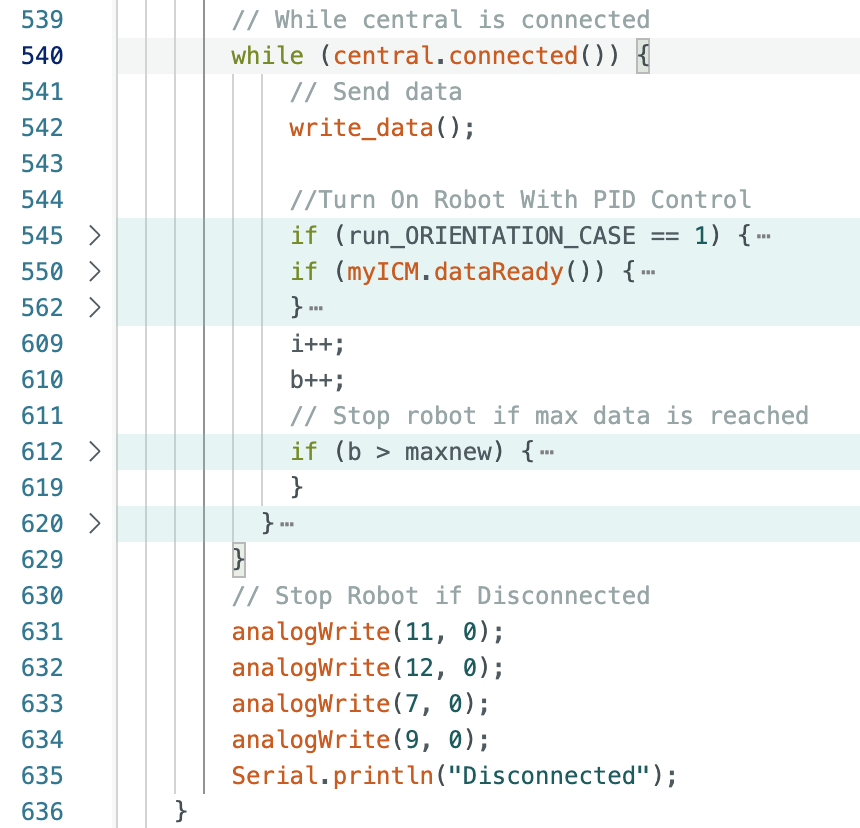 539 // While central is connected
540 while (central.connected()) {
541 // Send data
542 write_data();
543
544 //Turn On Robot With PID Control
545 if (run_ORIENTATION_CASE == 1) {…
550 if (myICM.dataReady()) {…
562 }…
609 i++;
610 b++;
611 // Stop robot if max data is reached
612 if (b > maxnew) {…
619 }
620 }…
629 }
630 // Stop Robot if Disconnected
631 analogWrite(11, 0);
632 analogWrite(12, 0);
633 analogWrite(7, 0);
634 analogWrite(9, 0);
635 Serial.println("Disconnected");
636 }